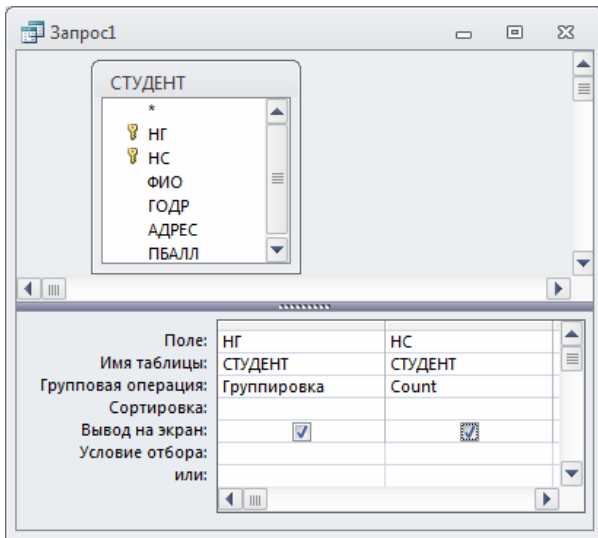 Запрос1
СТУДЕНТ
*
НГ
НС
ФИО
ГОДР
АДРЕС
ПБАЛЛ
Поле: НГ НС
Имя таблицы: СТУДЕНТ СТУДЕНТ
Групповая операция: Группировка Count
Сортировка:
Вывод на экран:
Условие отбора:
или: